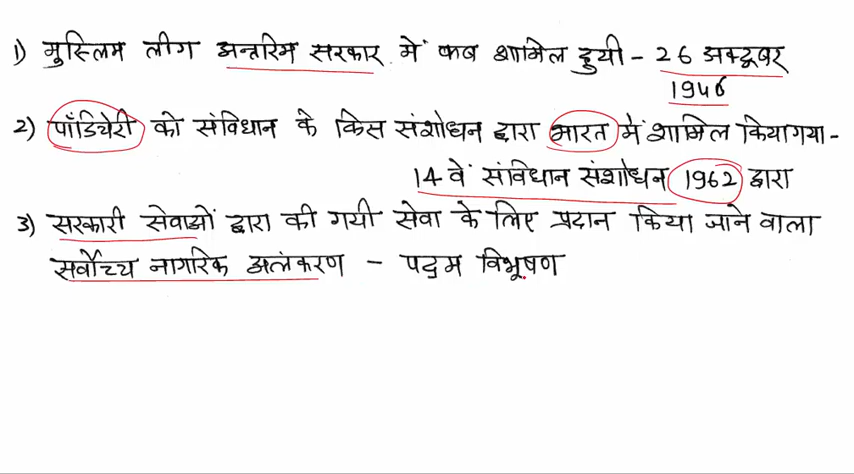 1) मुस्लिम लीग अन्तरिम सरकार में कब शामिल हुयी - 26 अक्टूबर
1946
2) पाँडिचेरी को संविधान के किस संशोधन द्वारा भारत में शामिल किया गया -
14 वें संविधान संशोधन 1962 द्वारा
3) सरकारी सेवाओं द्वारा की गयी सेवा के लिए प्रदान किया जाने वाला
सर्वोच्च नागरिक अलंकरण - पद्म विभूषण